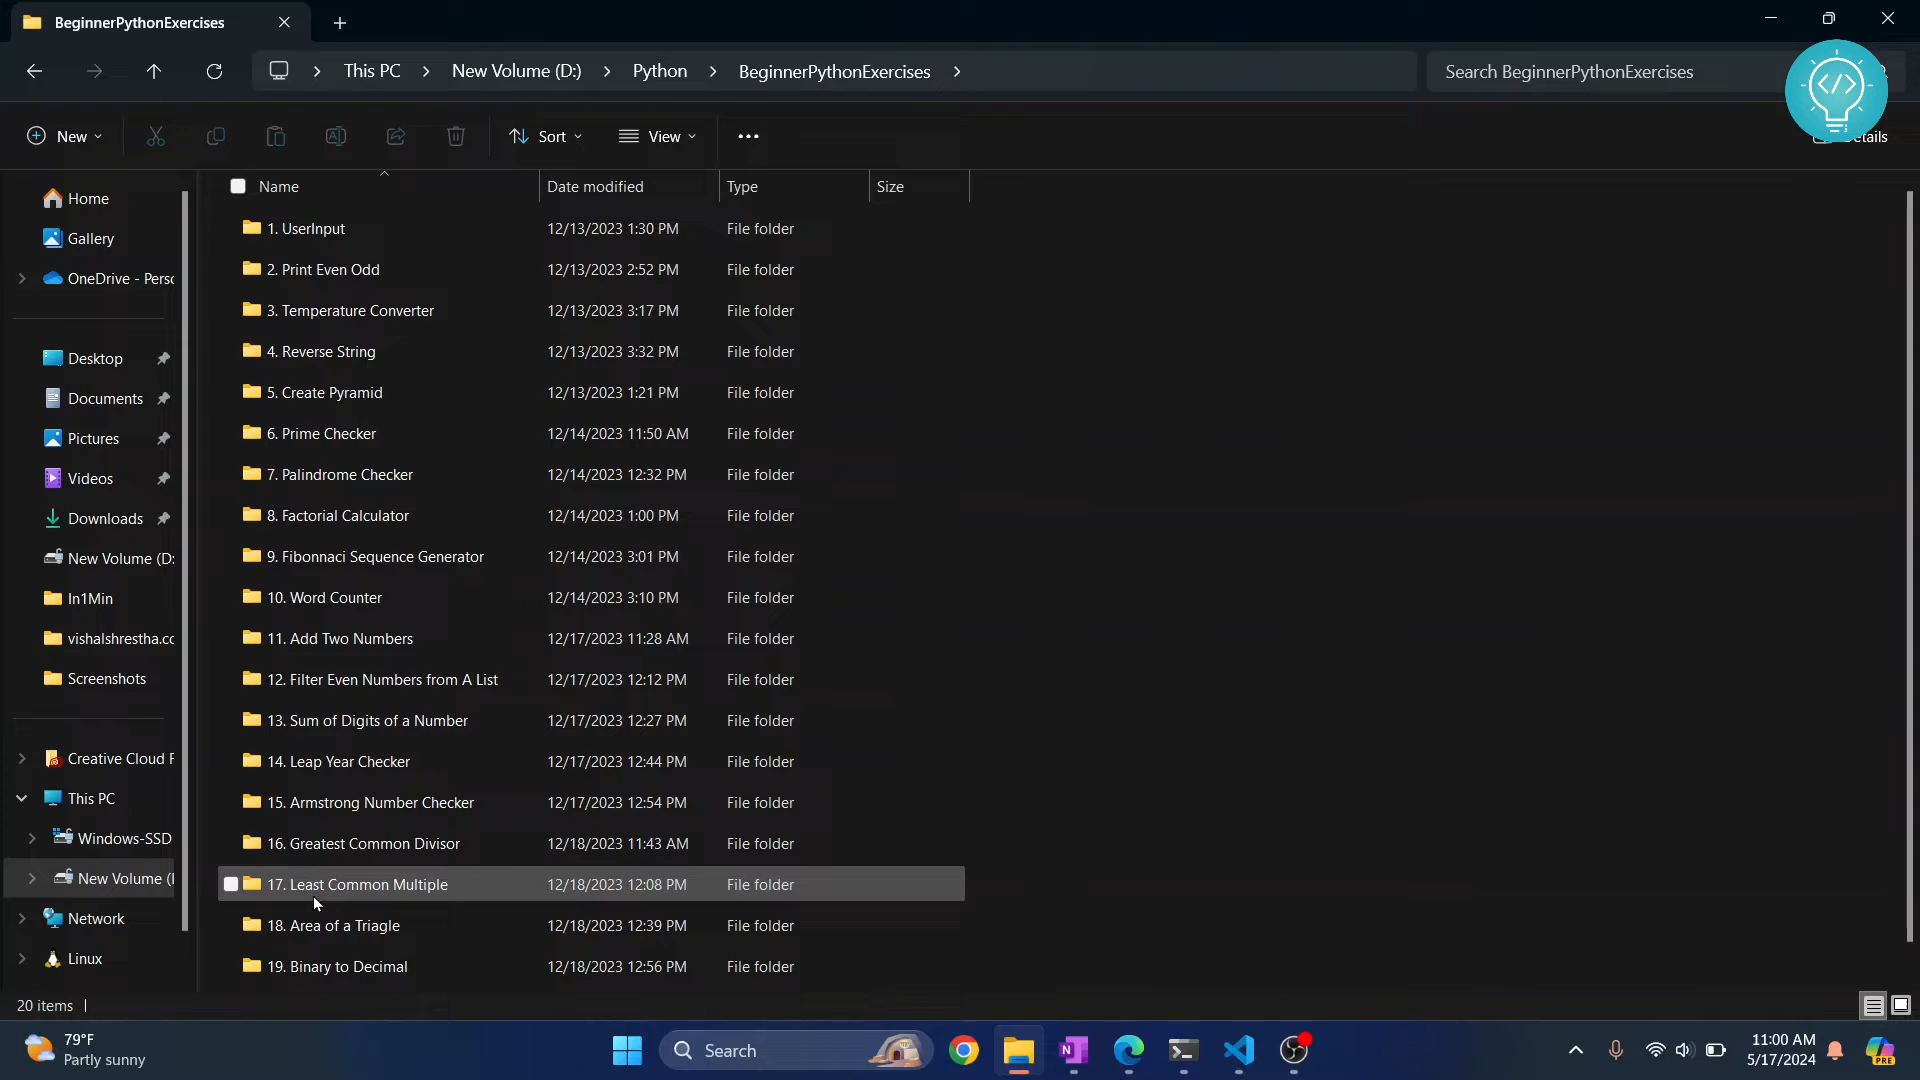 BeginnerPythonExercises
This PC
New Volume (D:)
Python
BeginnerPythonExercises
Search BeginnerPythonExercises
</>
New
Sort
View
Name
Date modified
Type
Size
Home
Gallery
OneDrive - Pers
Desktop
Documents
Pictures
Videos
Downloads
New Volume (D:
In1Min
vishalshrestha.cc
Screenshots
Creative Cloud F
This PC
Windows-SSD
New Volume (
Network
Linux
1. UserInput 12/13/2023 1:30 PM File folder
2. Print Even Odd 12/13/2023 2:52 PM File folder
3. Temperature Converter 12/13/2023 3:17 PM File folder
4. Reverse String 12/13/2023 3:32 PM File folder
5. Create Pyramid 12/13/2023 1:21 PM File folder
6. Prime Checker 12/14/2023 11:50 AM File folder
7. Palindrome Checker 12/14/2023 12:32 PM File folder
8. Factorial Calculator 12/14/2023 1:00 PM File folder
9. Fibonnaci Sequence Generator 12/14/2023 3:01 PM File folder
10. Word Counter 12/14/2023 3:10 PM File folder
11. Add Two Numbers 12/17/2023 11:28 AM File folder
12. Filter Even Numbers from A List 12/17/2023 12:12 PM File folder
13. Sum of Digits of a Number 12/17/2023 12:27 PM File folder
14. Leap Year Checker 12/17/2023 12:44 PM File folder
15. Armstrong Number Checker 12/17/2023 12:54 PM File folder
16. Greatest Common Divisor 12/18/2023 11:43 AM File folder
17. Least Common Multiple 12/18/2023 12:08 PM File folder
18. Area of a Triagle 12/18/2023 12:39 PM File folder
19. Binary to Decimal 12/18/2023 12:56 PM File folder
20 items
79°F
Partly sunny
Search
11:00 AM
5/17/2024
PRE